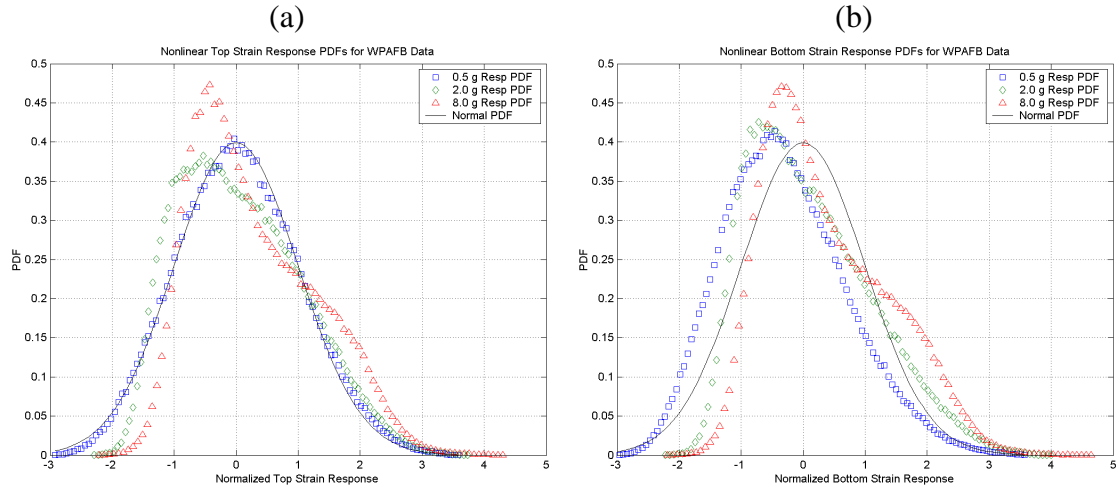 (a)
Nonlinear Top Strain Response PDFs for WPAFB Data
0.5
0.45
0.4
0.35
0.3
0.25
0.2
0.15
0.1
0.05
0
PDF
0.5 g Resp PDF
2.0 g Resp PDF
8.0 g Resp PDF
Normal PDF
-3 -2 -1 0 1 2 3 4 5
Normalized Top Strain Response
(b)
Nonlinear Bottom Strain Response PDFs for WPAFB Data
0.5
0.45
0.4
0.35
0.3
0.25
0.2
0.15
0.1
0.05
0
PDF
0.5 g Resp PDF
2.0 g Resp PDF
8.0 g Resp PDF
Normal PDF
-3 -2 -1 0 1 2 3 4 5
Normalized Bottom Strain Response